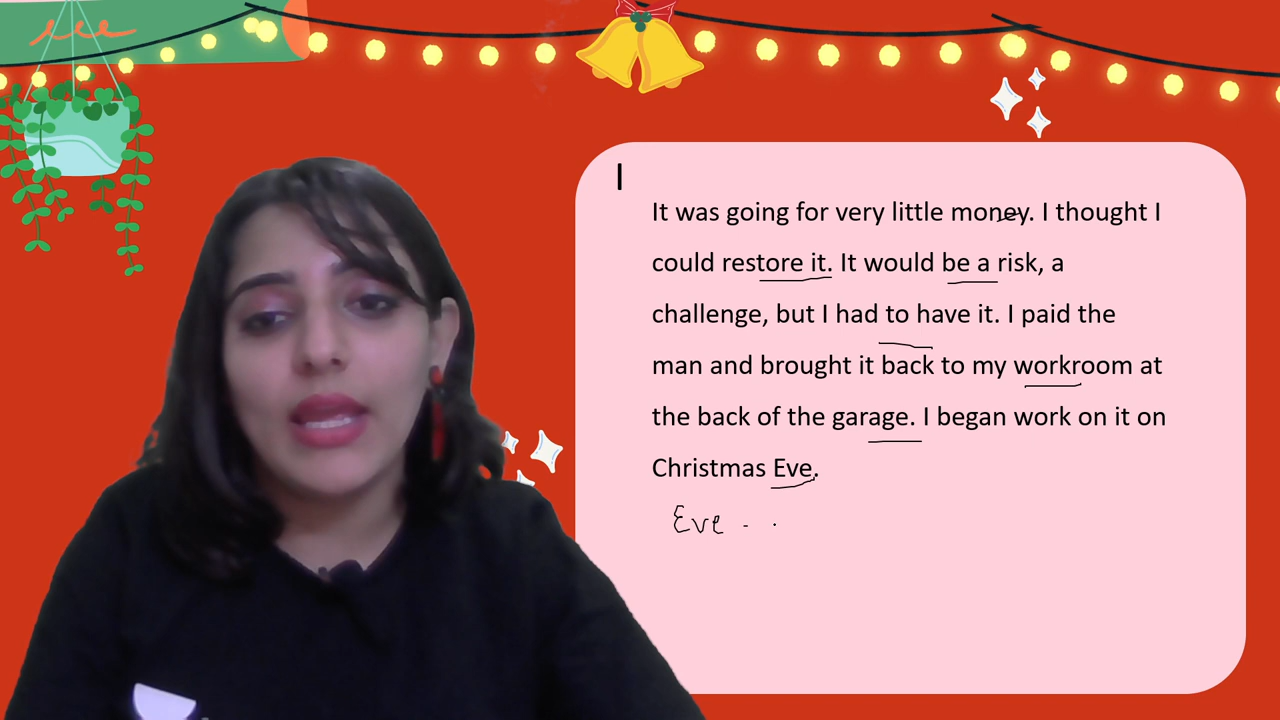 It was going for very little money. I thought I
could restore it. It would be a risk, a
challenge, but I had to have it. I paid the
man and brought it back to my workroom at
the back of the garage. I began work on it on
Christmas Eve.
Eve - .